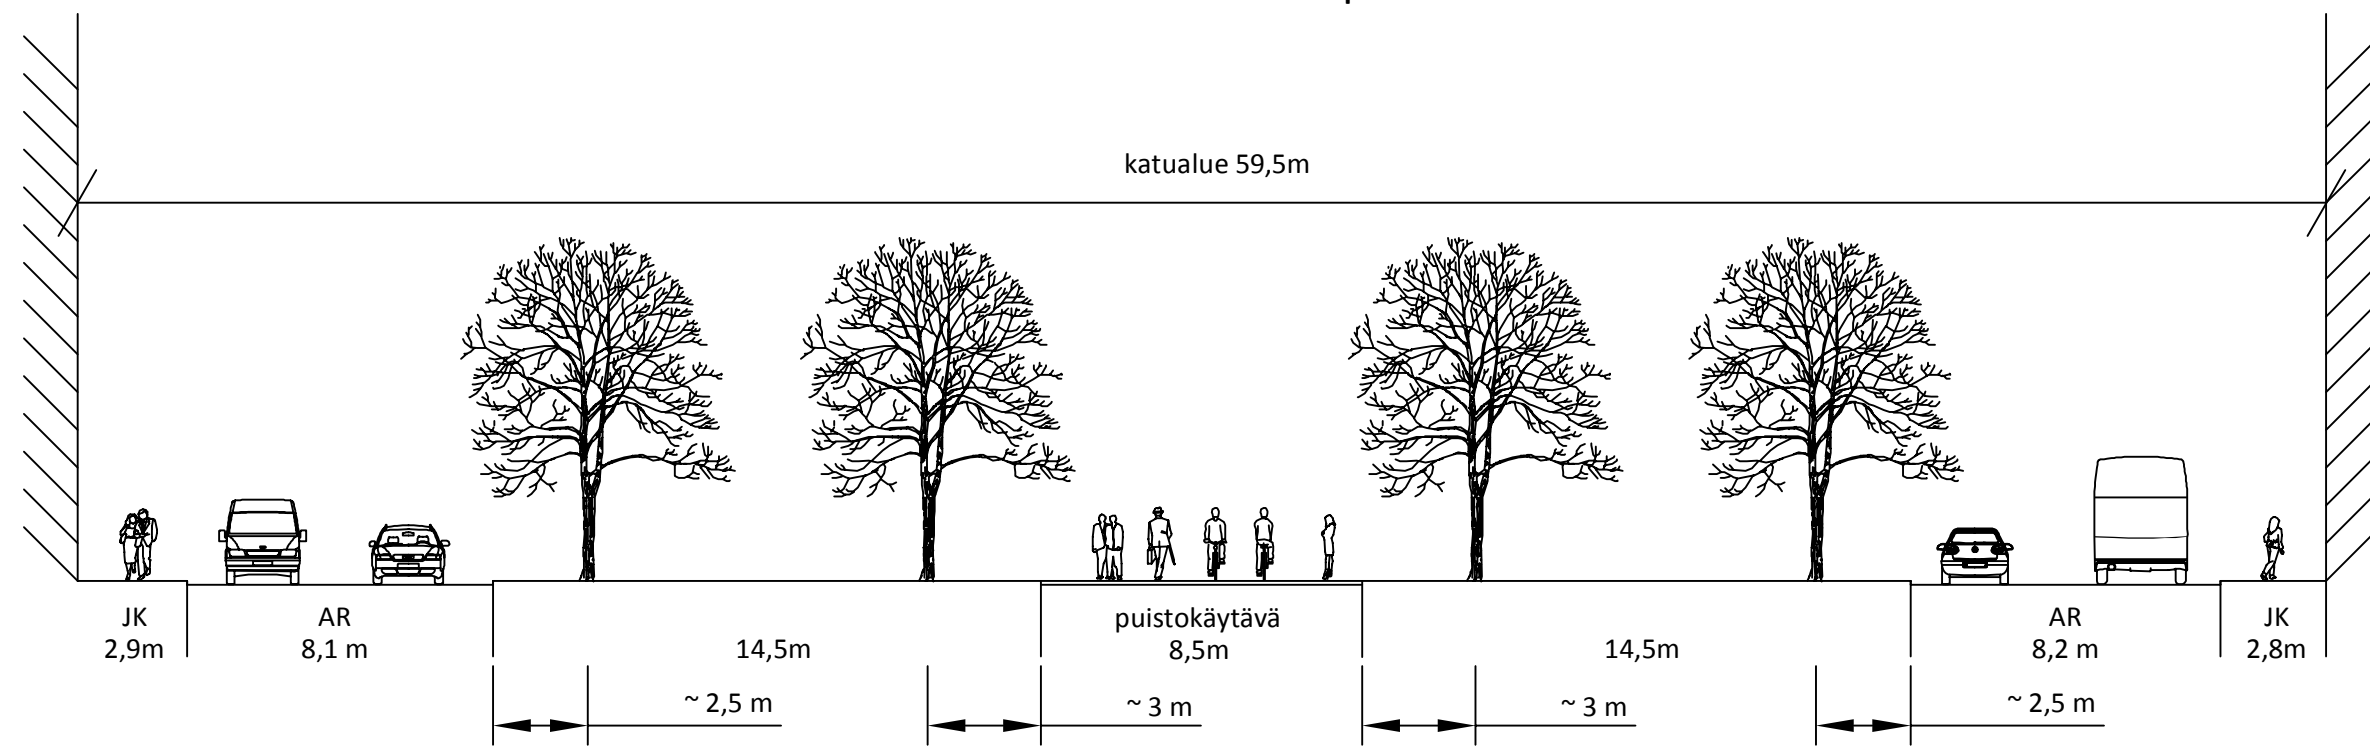 katualue 59,5m
JK
2,9m
AR
8,1 m
14,5m
puistokäytävä
8,5m
14,5m
AR
8,2 m
JK
2,8m
~ 2,5 m
~ 3 m
~ 3 m
~ 2,5 m